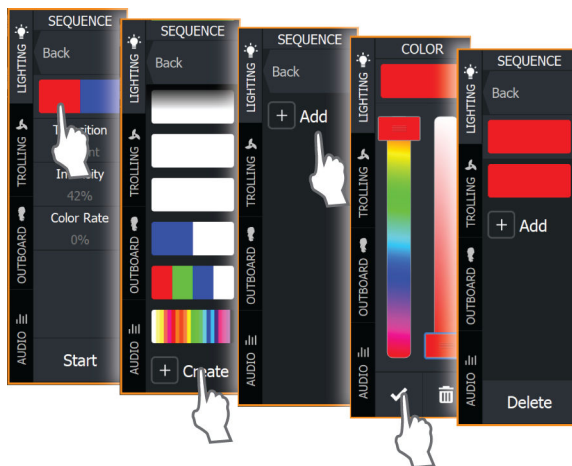 SEQUENCE
Back
Intensity
42%
Color Rate
0%
Start
LIGHTING
TROLLING
OUTBOARD
AUDIO
SEQUENCE
Back
Create
LIGHTING
TROLLING
OUTBOARD
AUDIO
SEQUENCE
Back
Add
LIGHTING
TROLLING
OUTBOARD
AUDIO
COLOR
LIGHTING
TROLLING
OUTBOARD
AUDIO
SEQUENCE
Back
Add
Delete
LIGHTING
TROLLING
OUTBOARD
AUDIO